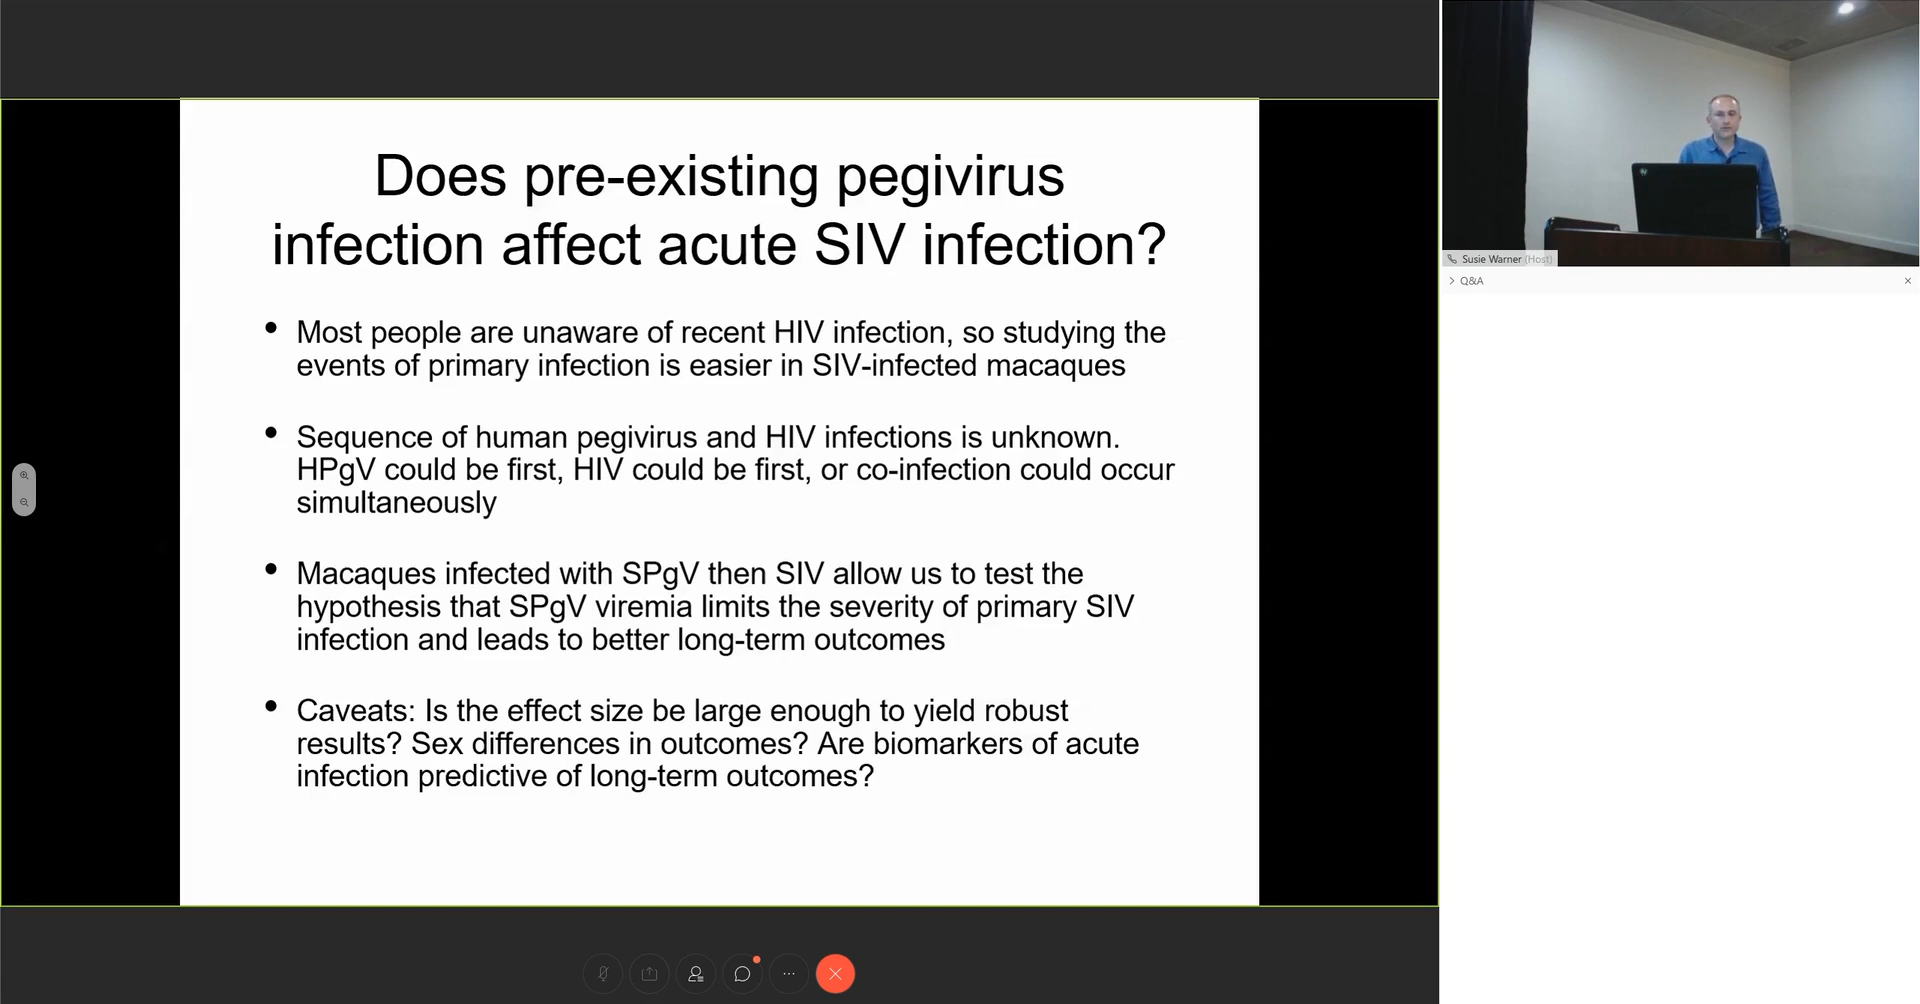 Does pre-existing pegivirus
infection affect acute SIV infection?
• Most people are unaware of recent HIV infection, so studying the
events of primary infection is easier in SIV-infected macaques
• Sequence of human pegivirus and HIV infections is unknown.
HPgV could be first, HIV could be first, or co-infection could occur
simultaneously
• Macaques infected with SPgV then SIV allow us to test the
hypothesis that SPgV viremia limits the severity of primary SIV
infection and leads to better long-term outcomes
• Caveats: Is the effect size be large enough to yield robust
results? Sex differences in outcomes? Are biomarkers of acute
infection predictive of long-term outcomes?
Susie Warner (Host)
Q&A